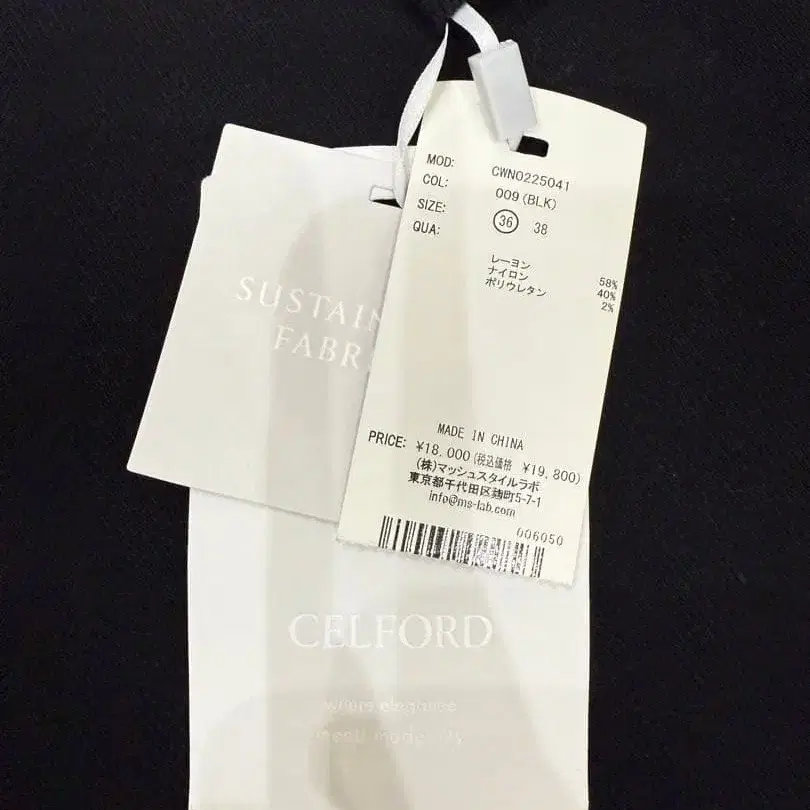 MOD: CWNO225041
COL: 009(BLK)
SIZE: 36 38
QUA:
レーヨン 58%
ナイロン 40%
ポリウレタン 2%
MADE IN CHINA
PRICE: ¥18,000(税込価格 ¥19,800)
(株)マッシュスタイルラボ
東京都千代田区麹町5-7-1
info@ms-lab.com
006050
SUSTAIN
FABR
CELFORD
where elegance